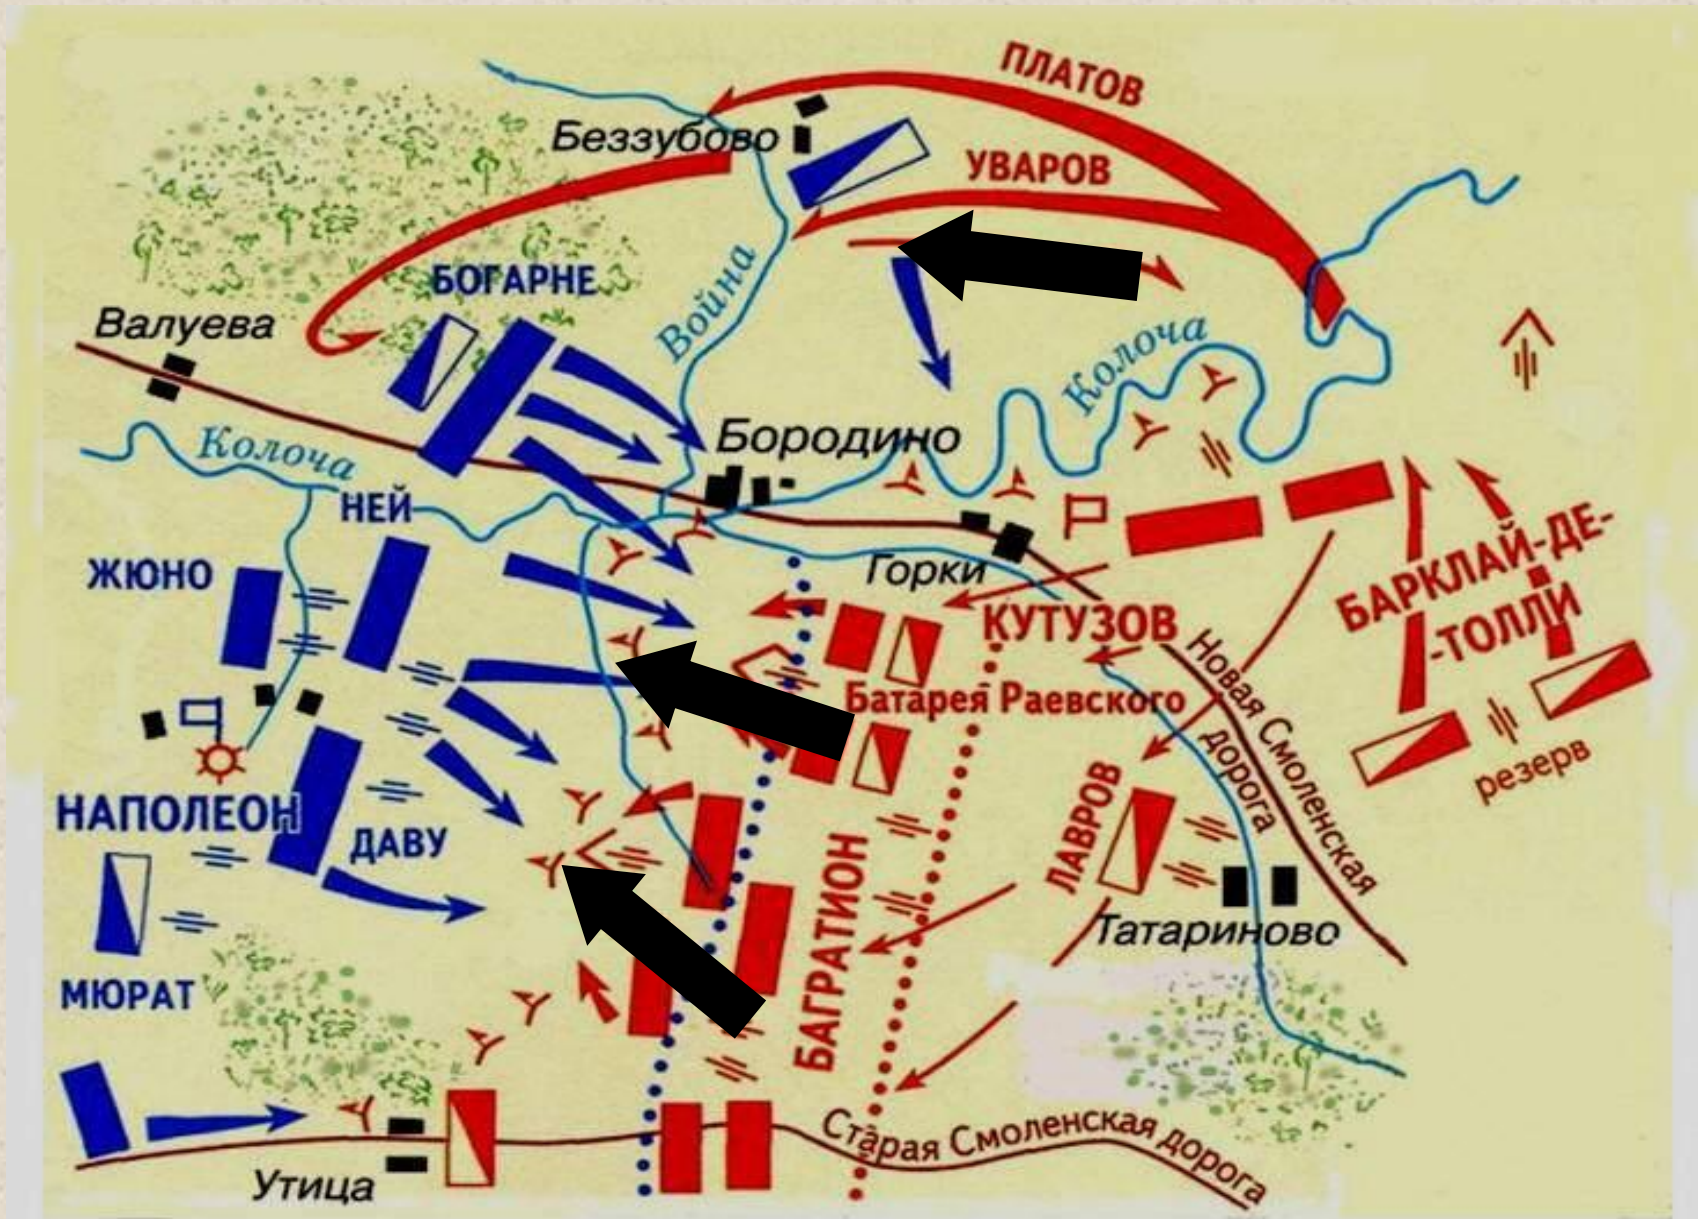 ПЛАТОВ
Беззубово
УВАРОВ
БОГАРНЕ
Война
Валуева
Колоча
Колоча
Бородино
НЕЙ
ЖЮНО
Горки
БАРКЛАЙ-ДЕ-
-ТОЛЛИ
КУТУЗОВ
Новая Смоленская
дорога
Батарея Раевского
резерв
НАПОЛЕОН
ДАВУ
ЛАВРОВ
БАГРАТИОН
Татариново
МЮРАТ
Старая Смоленская дорога
Утица